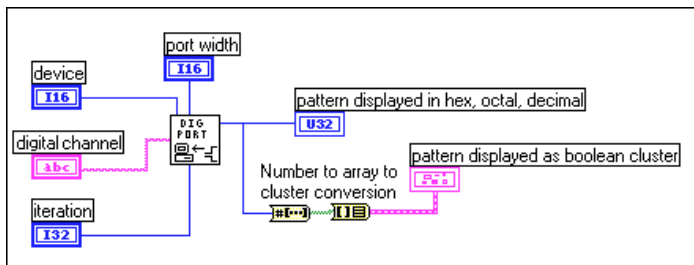 port width
I16
device
I16
DIG
PORT
pattern displayed in hex, octal, decimal
U32
digital channel
abc
Number to array to
cluster conversion
pattern displayed as boolean cluster
#[···]
[]
iteration
I32